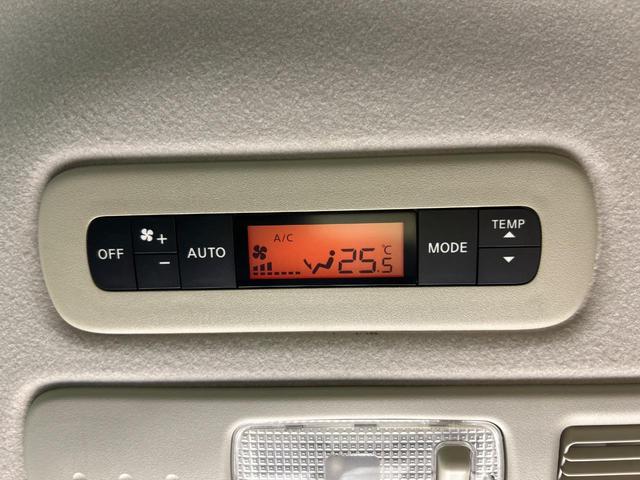 OFF
+
-
AUTO
A/C
25.5 °C
MODE
TEMP